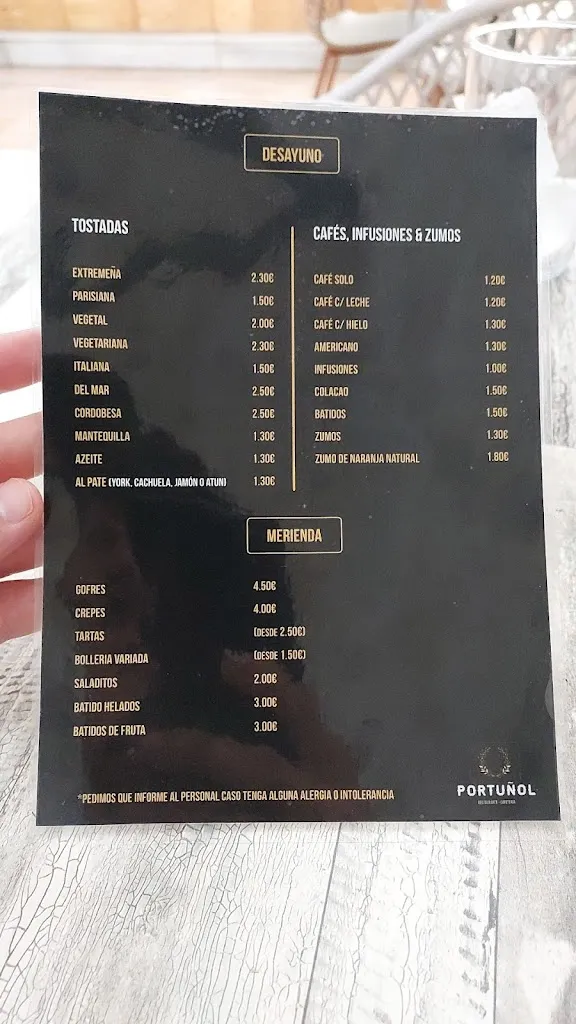 DESAYUNO
TOSTADAS
EXTREMEÑA 2.30€
PARISIANA 1.50€
VEGETAL 2.00€
VEGETARIANA 2.30€
ITALIANA 1.50€
DEL MAR 2.50€
CORDOBESA 2.50€
MANTEQUILLA 1.30€
AZEITE 1.30€
AL PATE (YORK, CACHUELA, JAMÓN O ATUN) 1.30€
CAFÉS, INFUSIONES & ZUMOS
CAFÉ SOLO 1.20€
CAFÉ C/ LECHE 1.20€
CAFÉ C/ HIELO 1.30€
AMERICANO 1.30€
INFUSIONES 1.00€
COLACAO 1.50€
BATIDOS 1.50€
ZUMOS 1.30€
ZUMO DE NARANJA NATURAL 1.80€
MERIENDA
GOFRES 4.50€
CREPES 4.00€
TARTAS (DESDE 2.50€)
BOLLERIA VARIADA (DESDE 1.50€)
SALADITOS 2.00€
BATIDO HELADOS 3.00€
BATIDOS DE FRUTA 3.00€
*PEDIMOS QUE INFORME AL PERSONAL CASO TENGA ALGUNA ALERGIA O INTOLERANCIA
PORTUÑOL